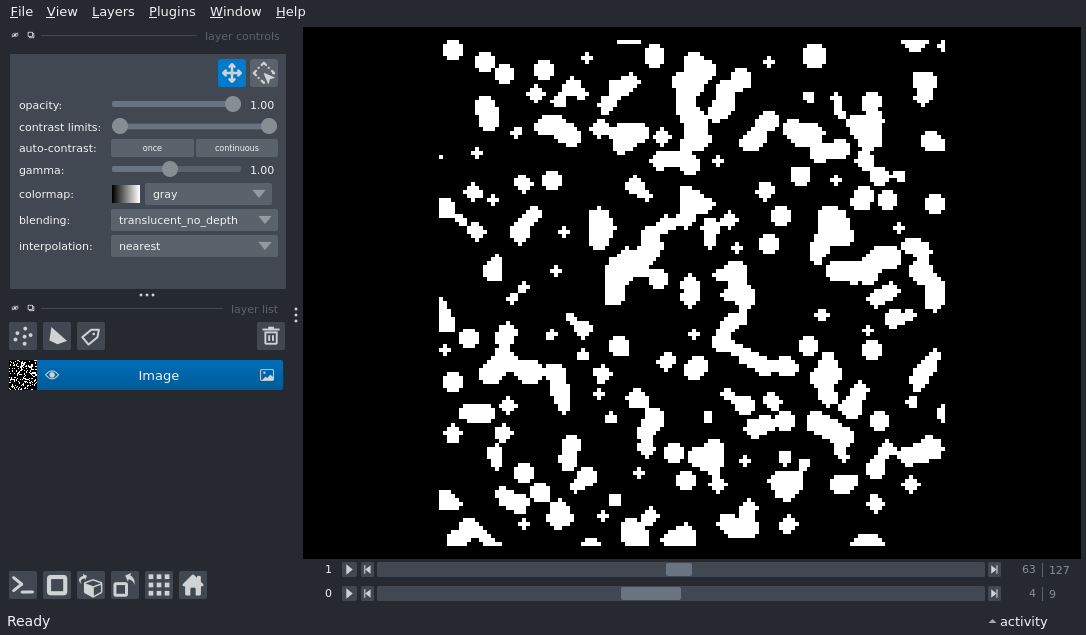 File View Layers Plugins Window Help
layer controls
opacity: 1.00
contrast limits:
auto-contrast: once continuous
gamma: 1.00
colormap: gray
blending: translucent_no_depth
interpolation: nearest
layer list
Image
1 63 127
0 4 9
Ready activity